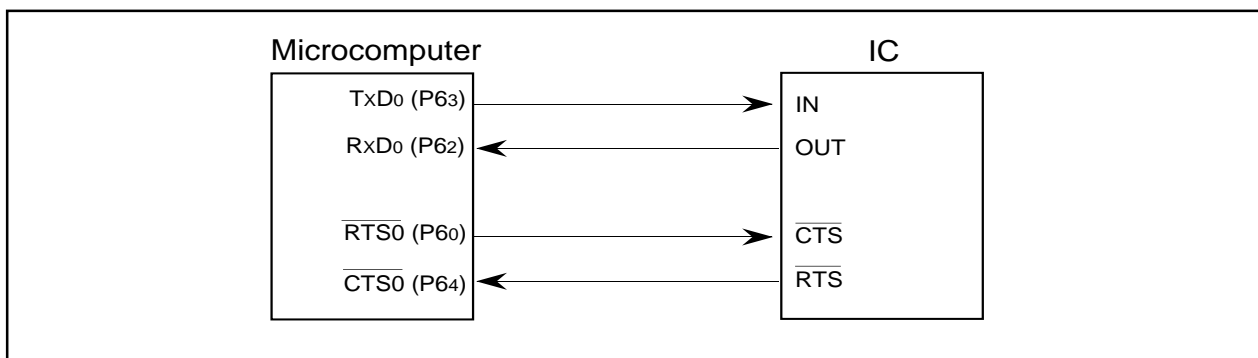 Microcomputer
IC
TxD0 (P63)
IN
RxD0 (P62)
OUT
RTS0 (P60)
CTS
CTS0 (P64)
RTS